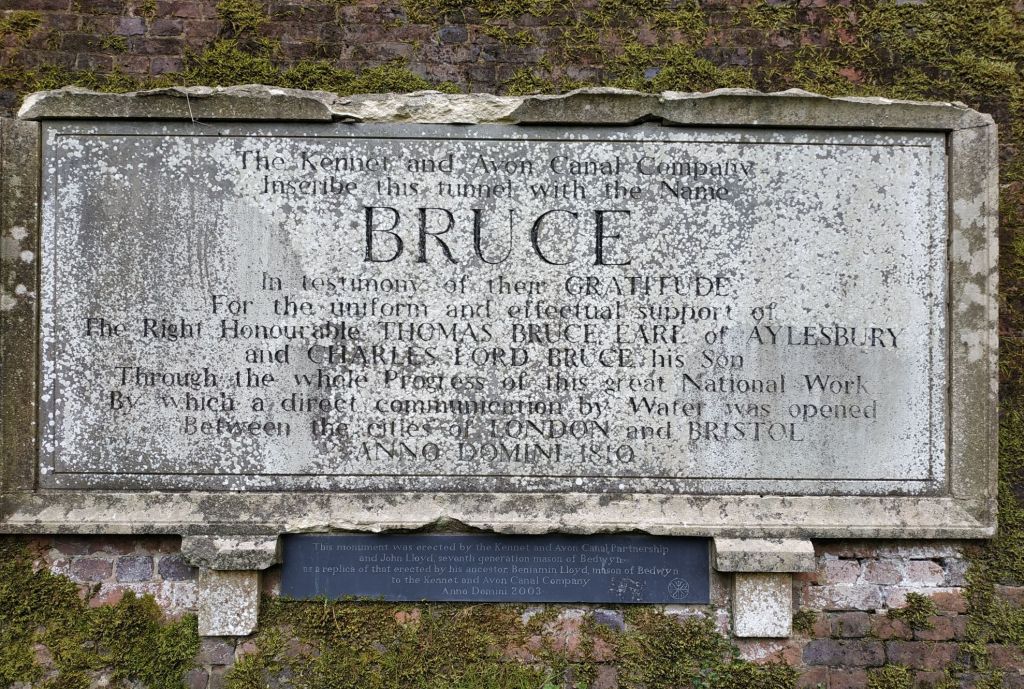 The Kennet and Avon Canal Company
Inscribe this tunnel with the Name
BRUCE
In testimony of their GRATITUDE
For the uniform and effectual support of
The Right Honourable THOMAS BRUCE EARL of AYLESBURY
and CHARLES LORD BRUCE his Son
Through the whole Progress of this great National Work
By which a direct communication by Water was opened
Between the cities of LONDON and BRISTOL
ANNO DOMINI 1810
This monument was erected by the Kennet and Avon Canal Partnership
and John Lloyd, seventh generation mason of Bedwyn
as a replica of that erected by his ancestor Benjamin Lloyd, mason of Bedwyn
to the Kennet and Avon Canal Company
Anno Domini 2003